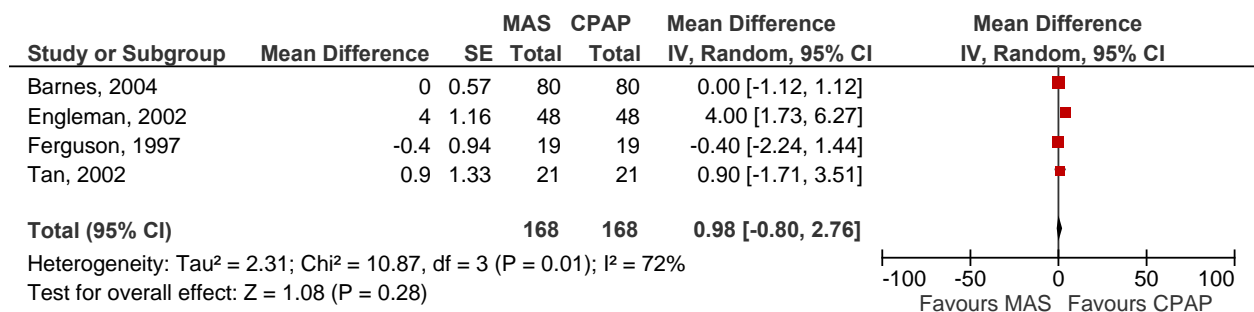 MAS CPAP Mean Difference Mean Difference
Study or Subgroup Mean Difference SE Total Total IV, Random, 95% CI IV, Random, 95% CI
Barnes, 2004 0 0.57 80 80 0.00 [-1.12, 1.12]
Engleman, 2002 4 1.16 48 48 4.00 [1.73, 6.27]
Ferguson, 1997 -0.4 0.94 19 19 -0.40 [-2.24, 1.44]
Tan, 2002 0.9 1.33 21 21 0.90 [-1.71, 3.51]
Total (95% CI) 168 168 0.98 [-0.80, 2.76]
Heterogeneity: Tau² = 2.31; Chi² = 10.87, df = 3 (P = 0.01); I² = 72%
Test for overall effect: Z = 1.08 (P = 0.28)
-100 -50 0 50 100
Favours MAS Favours CPAP